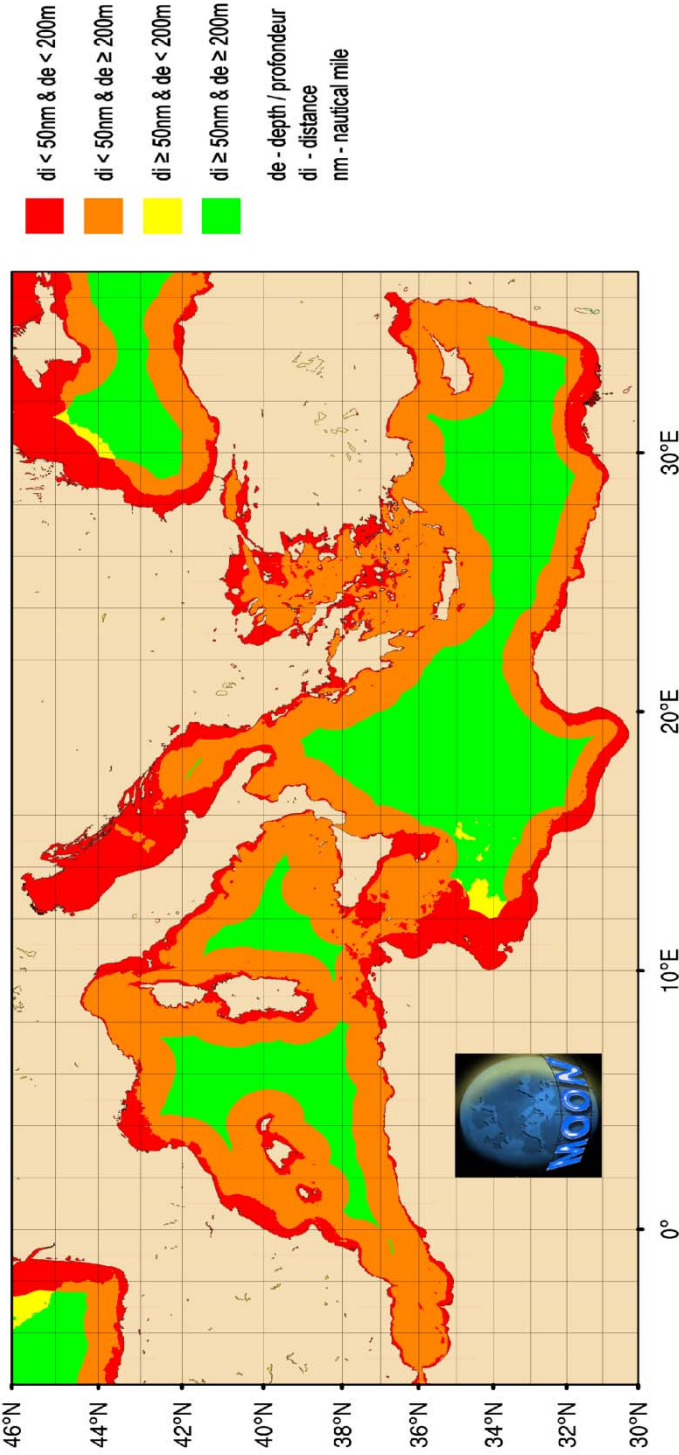 di < 50nm & de < 200m
di < 50nm & de ≥ 200m
di ≥ 50nm & de < 200m
di ≥ 50nm & de ≥ 200m
de - depth / profondeur
di - distance
nm - nautical mile
46°N
44°N
42°N
40°N
38°N
36°N
34°N
32°N
30°N
0°
10°E
20°E
30°E
MOON